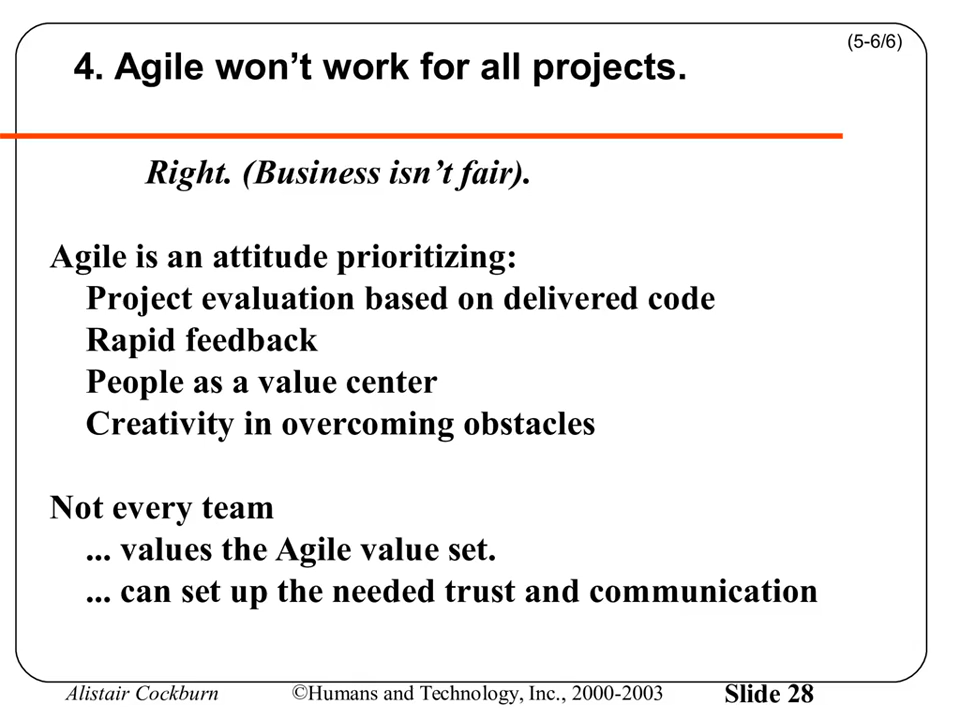 (5-6/6)
4. Agile won’t work for all projects.
Right. (Business isn’t fair).
Agile is an attitude prioritizing:
Project evaluation based on delivered code
Rapid feedback
People as a value center
Creativity in overcoming obstacles
Not every team
... values the Agile value set.
... can set up the needed trust and communication
Alistair Cockburn ©Humans and Technology, Inc., 2000-2003 Slide 28